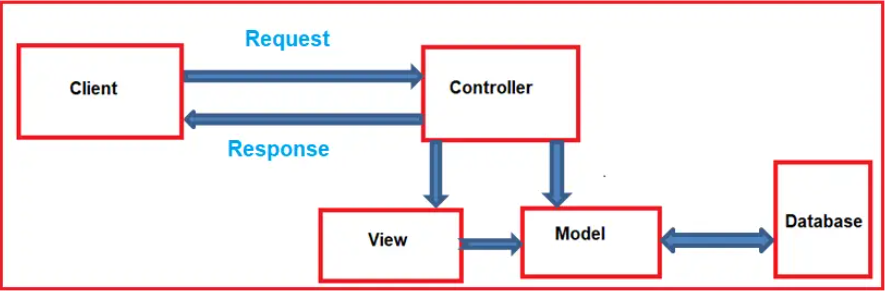 Request
Client
Controller
Response
View
Model
Database